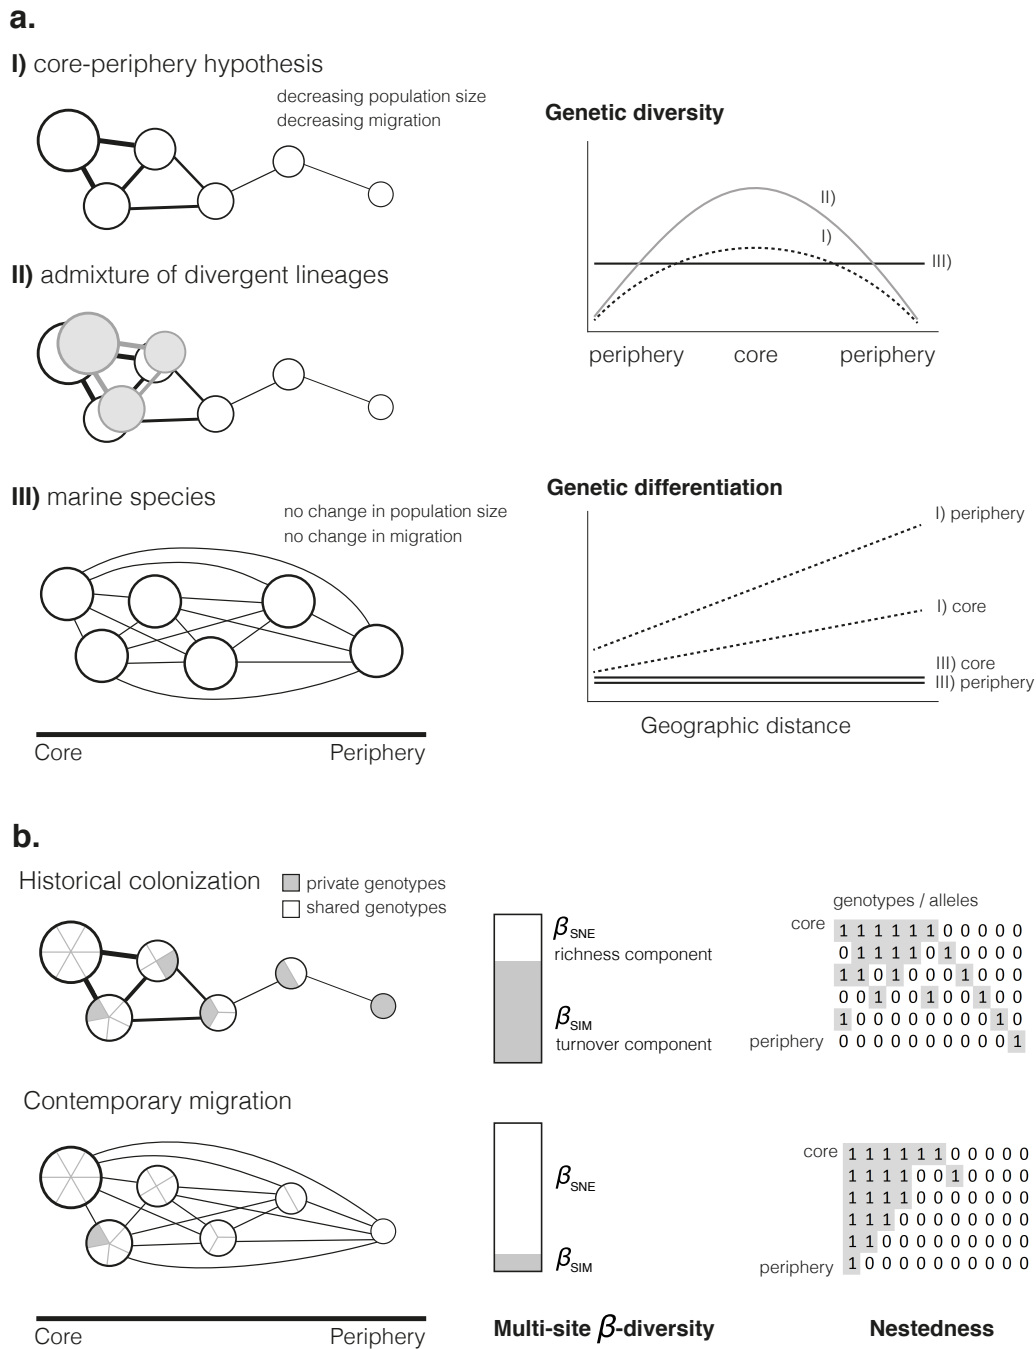 a.
I) core-periphery hypothesis
decreasing population size
decreasing migration
II) admixture of divergent lineages
III) marine species
no change in population size
no change in migration
Core
Periphery
Genetic diversity
II)
I)
III)
periphery
core
periphery
Genetic differentiation
I) periphery
I) core
III) core
III) periphery
Geographic distance
b.
Historical colonization
private genotypes
shared genotypes
βSNE
richness component
βSIM
turnover component
genotypes / alleles
core
1 1 1 1 1 1 0 0 0 0 0
0 1 1 1 1 0 1 0 0 0 0
1 1 0 1 0 0 0 1 0 0 0
0 0 1 0 0 1 0 0 1 0 0
1 0 0 0 0 0 0 0 0 1 0
periphery
0 0 0 0 0 0 0 0 0 0 1
Contemporary migration
βSNE
βSIM
core
1 1 1 1 1 1 0 0 0 0 0
1 1 1 1 0 0 1 0 0 0 0
1 1 1 1 0 0 0 0 0 0 0
1 1 1 0 0 0 0 0 0 0 0
1 1 0 0 0 0 0 0 0 0 0
periphery
1 0 0 0 0 0 0 0 0 0 0
Core
Periphery
Multi-site β-diversity
Nestedness